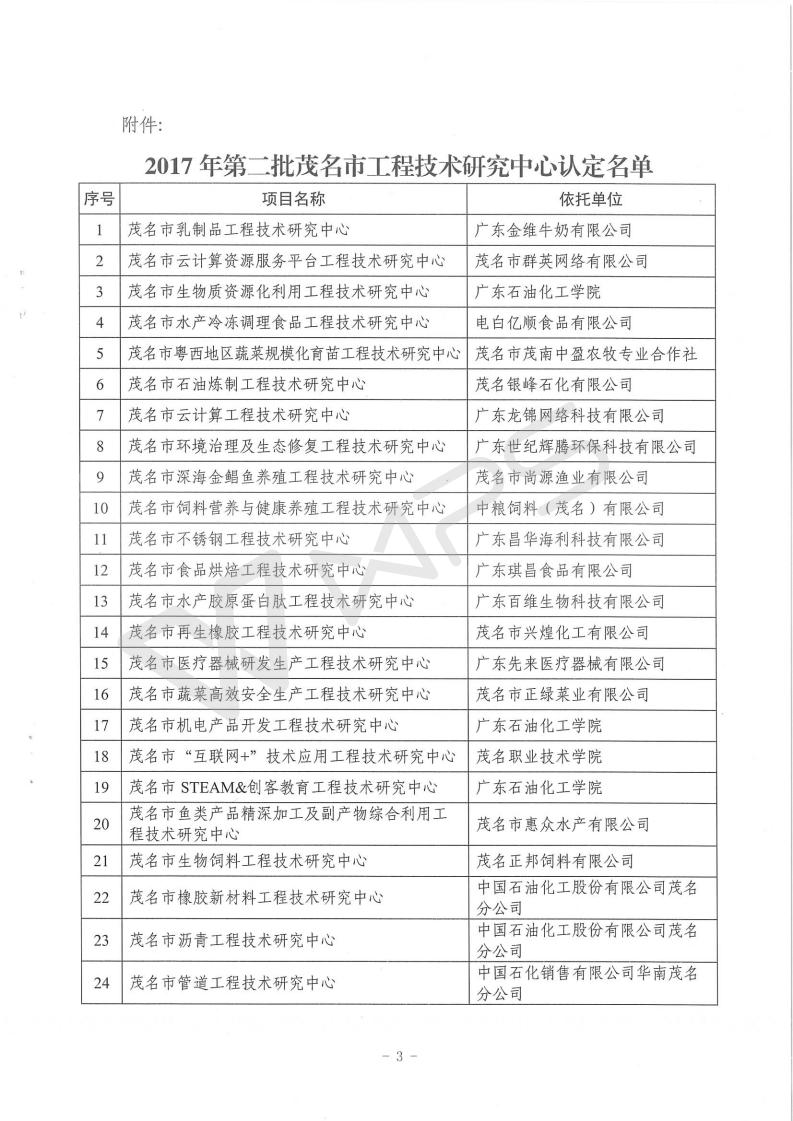 附件:
2017 年第二批茂名市工程技术研究中心认定名单
序号 项目名称 依托单位
1 茂名市乳制品工程技术研究中心 广东金维牛奶有限公司
2 茂名市云计算资源服务平台工程技术研究中心 茂名市群英网络有限公司
3 茂名市生物质资源化利用工程技术研究中心 广东石油化工学院
4 茂名市水产冷冻调理食品工程技术研究中心 电白亿顺食品有限公司
5 茂名市粤西地区蔬菜规模化育苗工程技术研究中心 茂名市茂南中盈农牧专业合作社
6 茂名市石油炼制工程技术研究中心 茂名银峰石化有限公司
7 茂名市云计算工程技术研究中心 广东龙锦网络科技有限公司
8 茂名市环境治理及生态修复工程技术研究中心 广东世纪辉腾环保科技有限公司
9 茂名市深海金鲳鱼养殖工程技术研究中心 茂名市尚源渔业有限公司
10 茂名市饲料营养与健康养殖工程技术研究中心 中粮饲料（茂名）有限公司
11 茂名市不锈钢工程技术研究中心 广东昌华海利科技有限公司
12 茂名市食品烘焙工程技术研究中心 广东琪昌食品有限公司
13 茂名市水产胶原蛋白肽工程技术研究中心 广东百维生物科技有限公司
14 茂名市再生橡胶工程技术研究中心 茂名市兴煌化工有限公司
15 茂名市医疗器械研发生产工程技术研究中心 广东先来医疗器械有限公司
16 茂名市蔬菜高效安全生产工程技术研究中心 茂名市正绿菜业有限公司
17 茂名市机电产品开发工程技术研究中心 广东石油化工学院
18 茂名市“互联网+”技术应用工程技术研究中心 茂名职业技术学院
19 茂名市 STEAM&创客教育工程技术研究中心 广东石油化工学院
20 茂名市鱼类产品精深加工及副产物综合利用工
程技术研究中心 茂名市惠众水产有限公司
21 茂名市生物饲料工程技术研究中心 茂名正邦饲料有限公司
22 茂名市橡胶新材料工程技术研究中心 中国石油化工股份有限公司茂名
分公司
23 茂名市沥青工程技术研究中心 中国石油化工股份有限公司茂名
分公司
24 茂名市管道工程技术研究中心 中国石化销售有限公司华南茂名
分公司
WPS
- 3 -